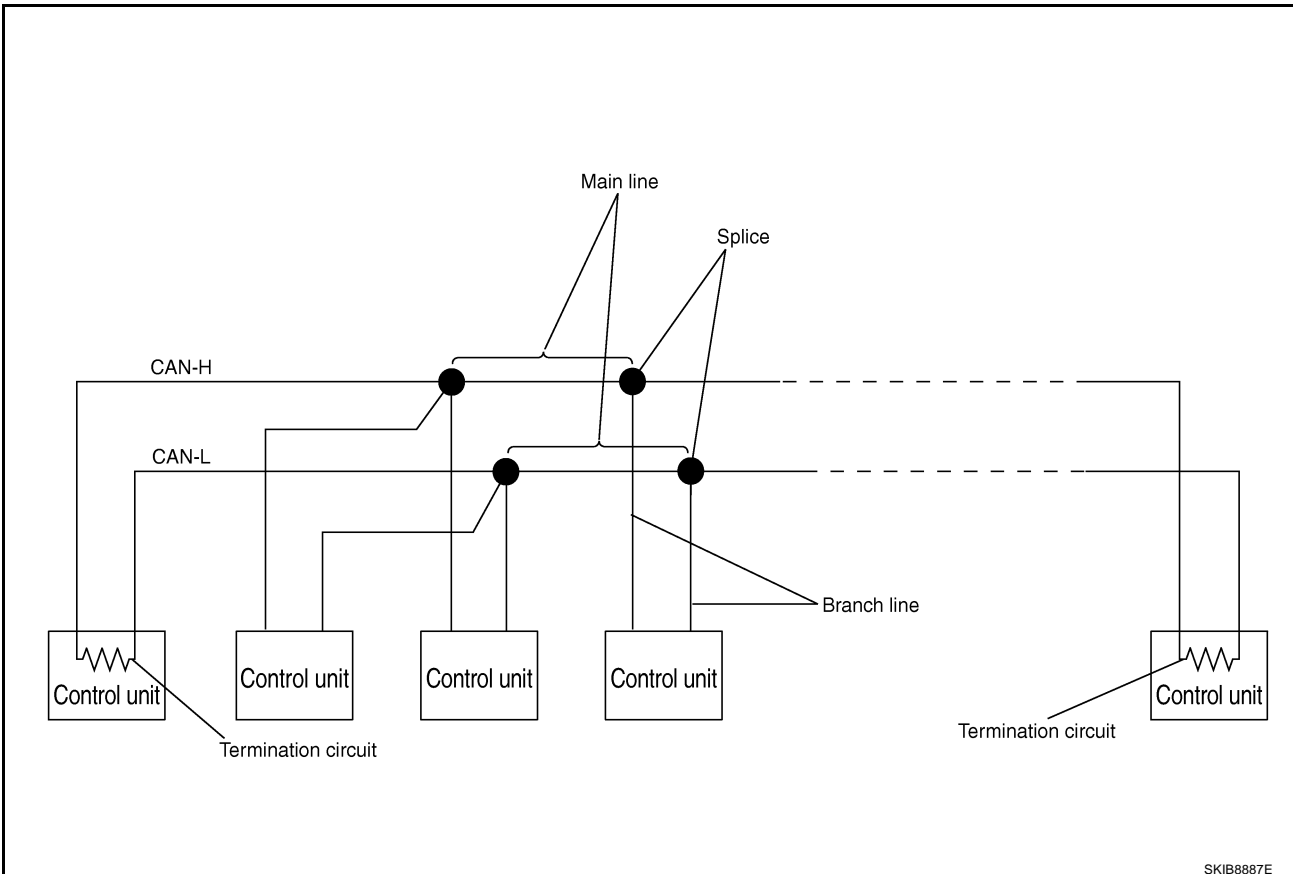 Main line
Splice
CAN-H
CAN-L
Branch line
Control unit
Control unit
Control unit
Control unit
Control unit
Termination circuit
Termination circuit
SKIB8887E